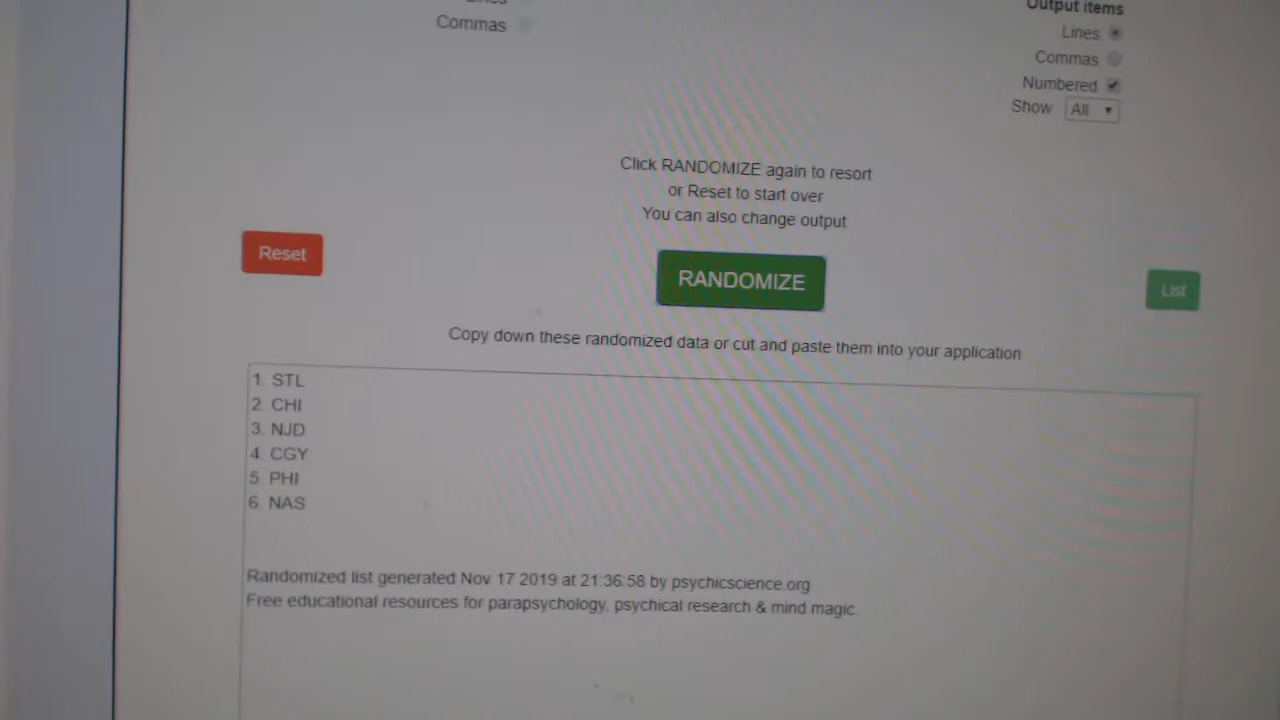 Output items
Commas
Lines
Commas
Numbered
Show All
Click RANDOMIZE again to resort
or Reset to start over
You can also change output
Reset
RANDOMIZE
List
Copy down these randomized data or cut and paste them into your application
1. STL
2. CHI
3. NJD
4. CGY
5. PHI
6. NAS
Randomized list generated Nov 17 2019 at 21:36:58 by psychicscience.org
Free educational resources for parapsychology, psychical research & mind magic.